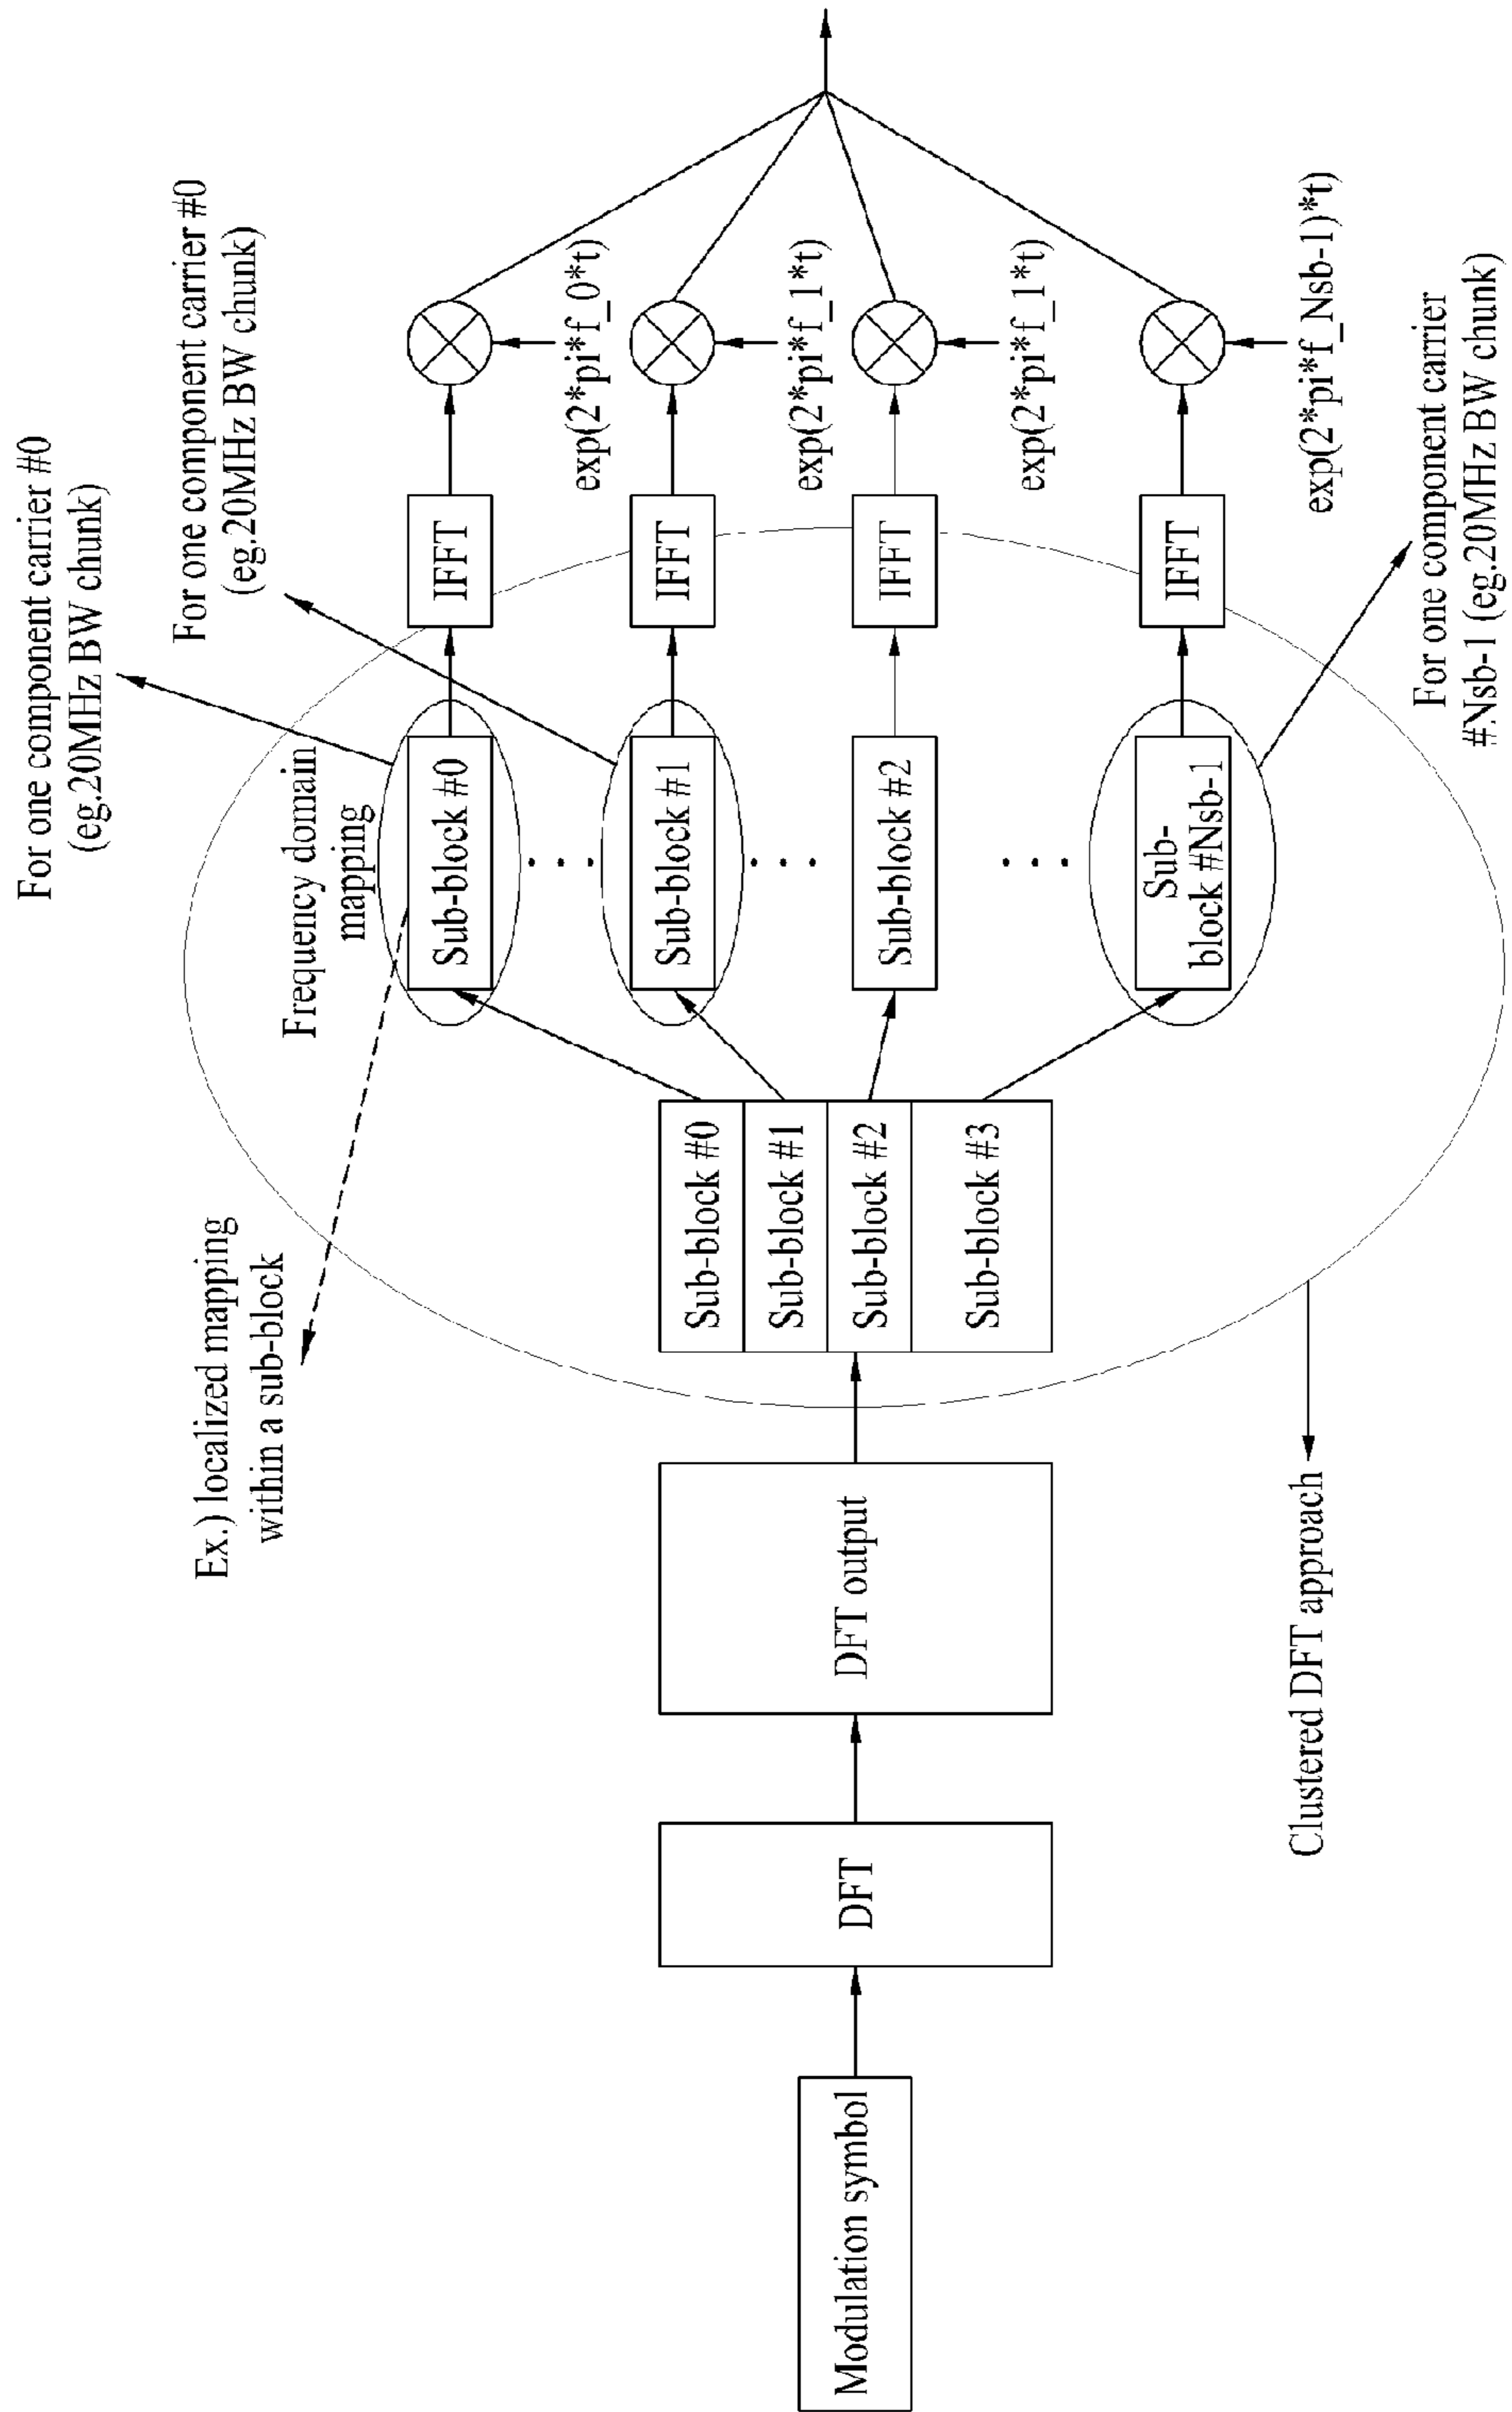 Modulation symbol
DFT
DFT output
Sub-block #0
Sub-block #1
Sub-block #2
Sub-block #3
Ex.) localized mapping
within a sub-block
Clustered DFT approach
Frequency domain
mapping
Sub-block #0
Sub-block #1
Sub-block #2
Sub-
block #Nsb-1
For one component carrier #0
(eg.20MHz BW chunk)
For one component carrier #0
(eg.20MHz BW chunk)
For one component carrier
#Nsb-1 (eg.20MHz BW chunk)
IFFT
IFFT
IFFT
IFFT
exp(2*pi*f_0*t)
exp(2*pi*f_1*t)
exp(2*pi*f_1*t)
exp(2*pi*f_Nsb-1)*t)